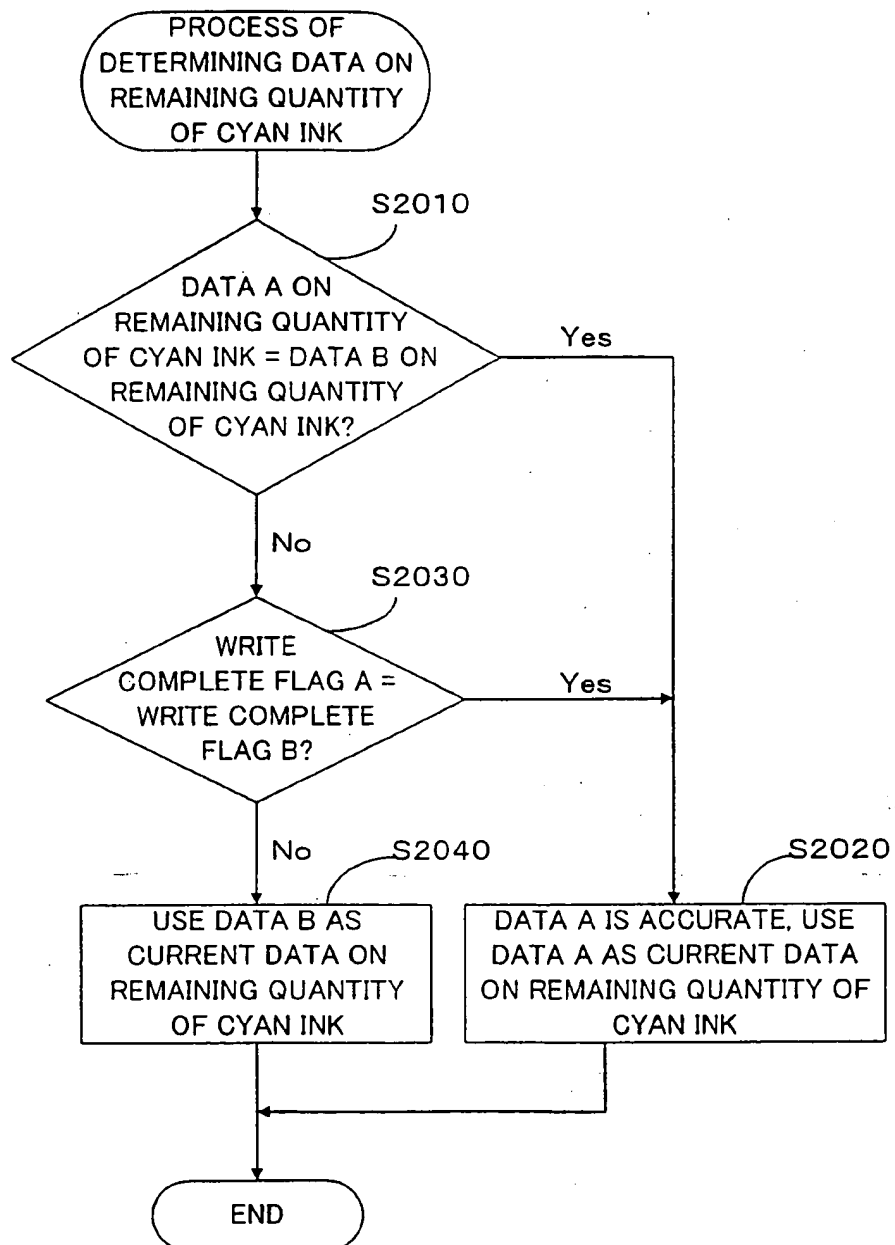 PROCESS OF
DETERMINING DATA ON
REMAINING QUANTITY
OF CYAN INK
S2010
DATA A ON
REMAINING QUANTITY
OF CYAN INK = DATA B ON
REMAINING QUANTITY
OF CYAN INK?
Yes
No
S2030
WRITE
COMPLETE FLAG A =
WRITE COMPLETE
FLAG B?
Yes
No
S2040
USE DATA B AS
CURRENT DATA ON
REMAINING QUANTITY
OF CYAN INK
S2020
DATA A IS ACCURATE, USE
DATA A AS CURRENT DATA
ON REMAINING QUANTITY OF
CYAN INK
END